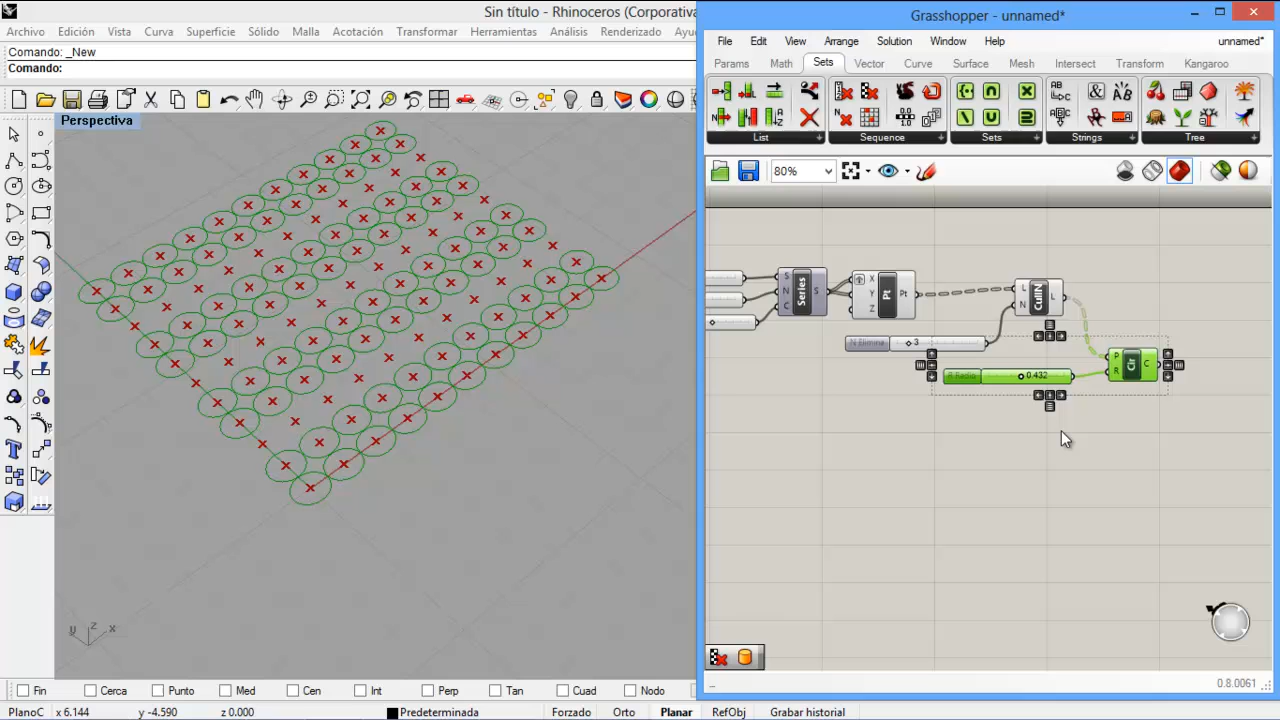 Sin título - Rhinoceros (Corporativa
Archivo Edición Vista Curva Superficie Sólido Malla Acotación Transformar Herramientas Análisis Renderizado
Comando: _New
Comando:
Perspectiva
y z x
Fin Cerca Punto Med Cen Int Perp Tan Cuad Nodo
PlanoC x 6.144 y -4.590 z 0.000 Predeterminada Forzado Orto Planar RefObj Grabar historial
Grasshopper - unnamed*
File Edit View Arrange Solution Window Help unnamed*
Params Math Sets Vector Curve Surface Mesh Intersect Transform Kangaroo
List Sequence Sets Strings Tree
80%
S N C Series S
X Y Z Pt Pt
L N CullN L
N Elimina 3
R Radio 0.432
P R Cir C
0.8.0061